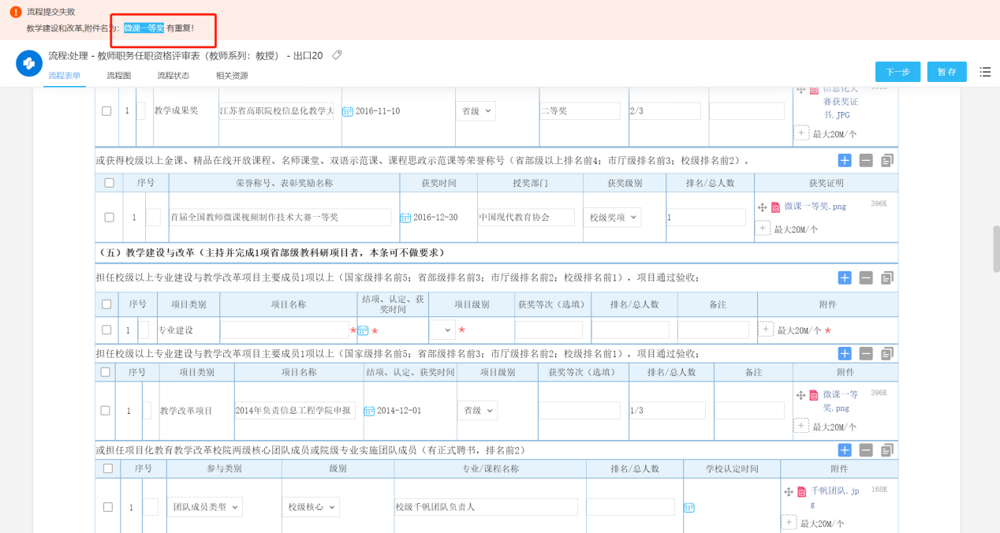 流程提交失败
教学建设和改革,附件名为: 微课一等奖 有重复!
流程:处理 - 教师职务任职资格评审表（教师系列: 教授） - 出口20
流程表单 流程图 流程状态 相关资源
下一步 暂 存
1 教学成果奖 江苏省高职院校信息化教学大 2016-11-10 省级 二等奖 2/3
信息化大
赛获奖证
书.JPG
+ 最大20M/个
或获得校级以上金课、精品在线开放课程、名师课堂、双语示范课、课程思政示范课等荣誉称号（省部级以上排名前4; 市厅级排名前3; 校级排名前2）。
序号 荣誉称号、表彰奖励名称 获奖时间 授奖部门 获奖级别 排名/总人数 获奖证明
1 首届全国教师微课视频制作技术大赛一等奖 2016-12-30 中国现代教育协会 校级奖项 1 微课一等奖.png 396K
+ 最大20M/个
（五）教学建设与改革（主持并完成1项省部级教科研项目者, 本条可不做要求）
担任校级以上专业建设与教学改革项目主要成员1项以上（国家级排名前5; 省部级排名前3; 市厅级排名前2; 校级排名前1）, 项目通过验收;
序号 项目类别 项目名称 结项、认定、获奖时间 项目级别 获奖等次（选填） 排名/总人数 备注 附件
1 专业建设 * * * + 最大20M/个 *
担任校级以上专业建设与教学改革项目主要成员1项以上（国家级排名前5; 省部级排名前3; 市厅级排名前2; 校级排名前1）, 项目通过验收;
序号 项目类别 项目名称 结项、认定、获奖时间 项目级别 获奖等次（选填） 排名/总人数 备注 附件
1 教学改革项目 2014年负责信息工程学院申报 2014-12-01 省级 1/3
微课一等 396K
奖.png
+ 最大20M/个
或担任项目化教育教学改革校院两级核心团队成员或院级专业实施团队成员（有正式聘书, 排名前2）
序号 参与类别 级别 专业/课程名称 排名/总人数 学校认定时间 附件
1 团队成员类型 校级核心 校级千帆团队负责人
千帆团队.jp 168K
g
+ 最大20M/个